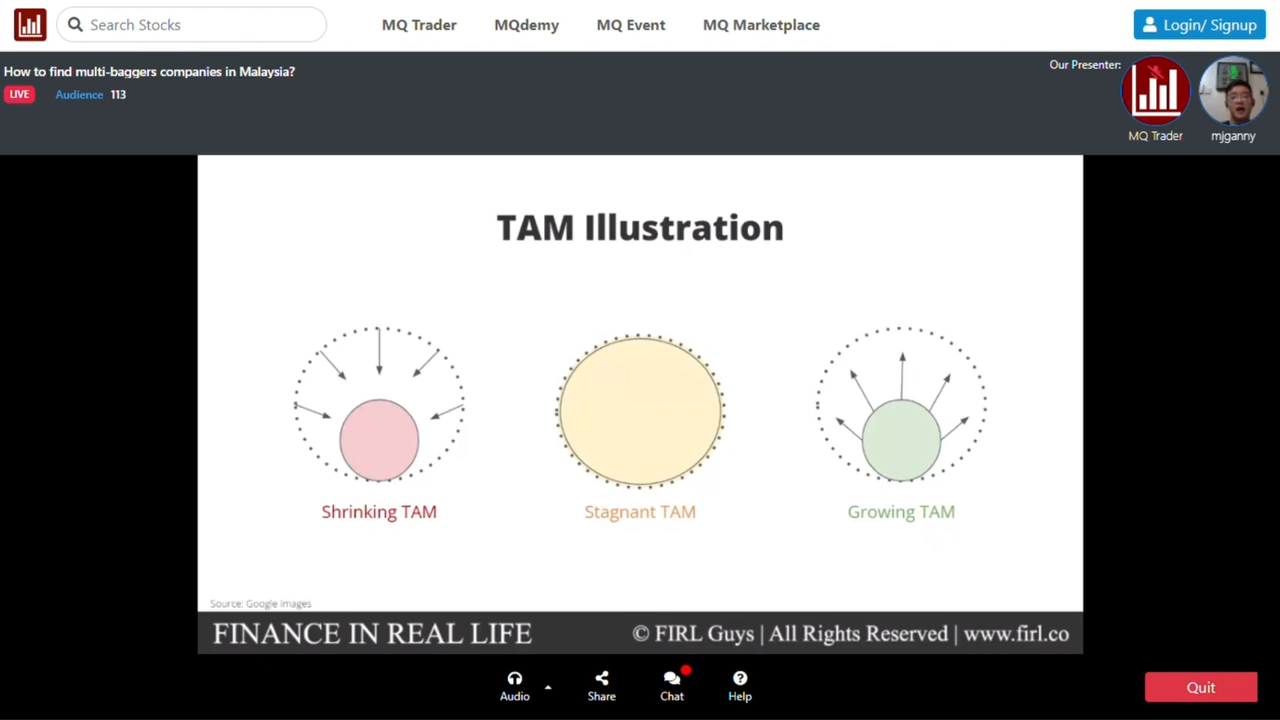 Search Stocks
MQ Trader
MQdemy
MQ Event
MQ Marketplace
Login/ Signup
How to find multi-baggers companies in Malaysia?
LIVE
Audience 113
Our Presenter:
MQ Trader
mjganny
TAM Illustration
Shrinking TAM
Stagnant TAM
Growing TAM
Source: Google Images
FINANCE IN REAL LIFE
© FIRL Guys | All Rights Reserved | www.firl.co
Audio
Share
Chat
Help
Quit